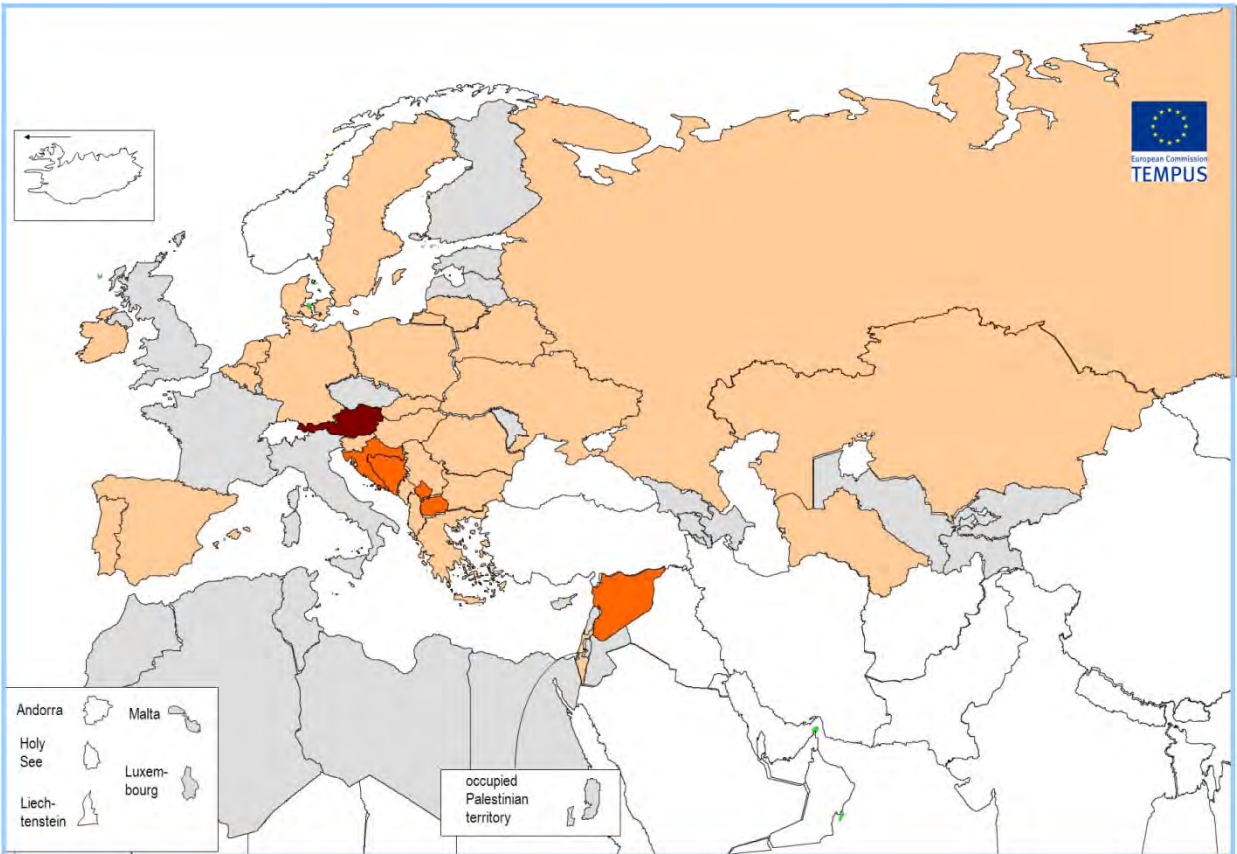 European Commission
TEMPUS
Andorra
Malta
Holy
See
Luxem-
bourg
Liech-
tenstein
occupied
Palestinian
territory